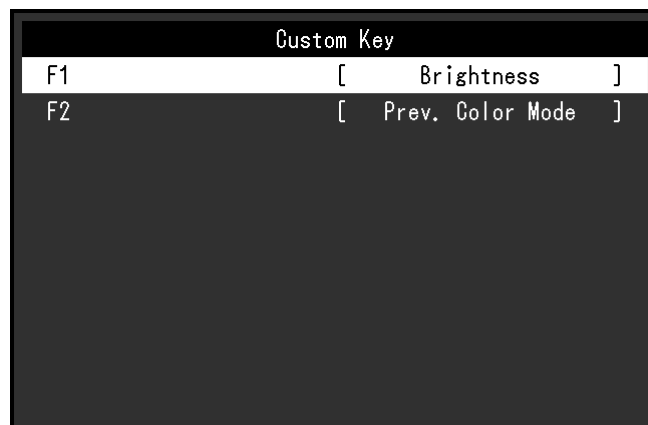 Custom Key
F1 [ Brightness ]
F2 [ Prev. Color Mode ]